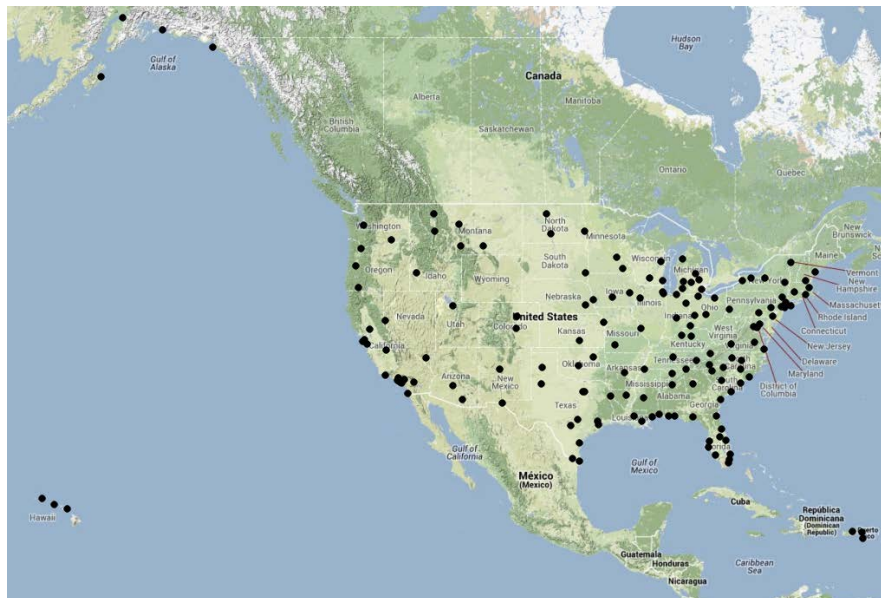 Hudson
Bay
Gulf of
Alaska
Canada
Alberta
Manitoba
British
Columbia
Saskatchewan
Ontario
Quebec
New
Brunswick
Washington
Montana
North
Dakota
Minnesota
Maine
Vermont
New
Hampshire
Massachuset
Rhode Island
Connecticut
New Jersey
Delaware
Maryland
District of
Columbia
Oregon
Idaho
Wyoming
South
Dakota
Wisconsin
Michigan
New York
Nebraska
Iowa
Illinois
Indiana
Ohio
Pennsylvania
Nevada
Utah
Colorado
United States
Kansas
Missouri
West
Virginia
Kentucky
Virginia
California
Arizona
New
Mexico
Oklahoma
Arkansas
Tennessee
Mississippi
Alabama
South
Carolina
Georgia
Texas
Gulf of
California
Gulf of
Mexico
México
(Mexico)
Cuba
República
Dominicana
(Dominican
Republic)
Hawaii
Guatemala
Honduras
Nicaragua
Caribbean
Sea